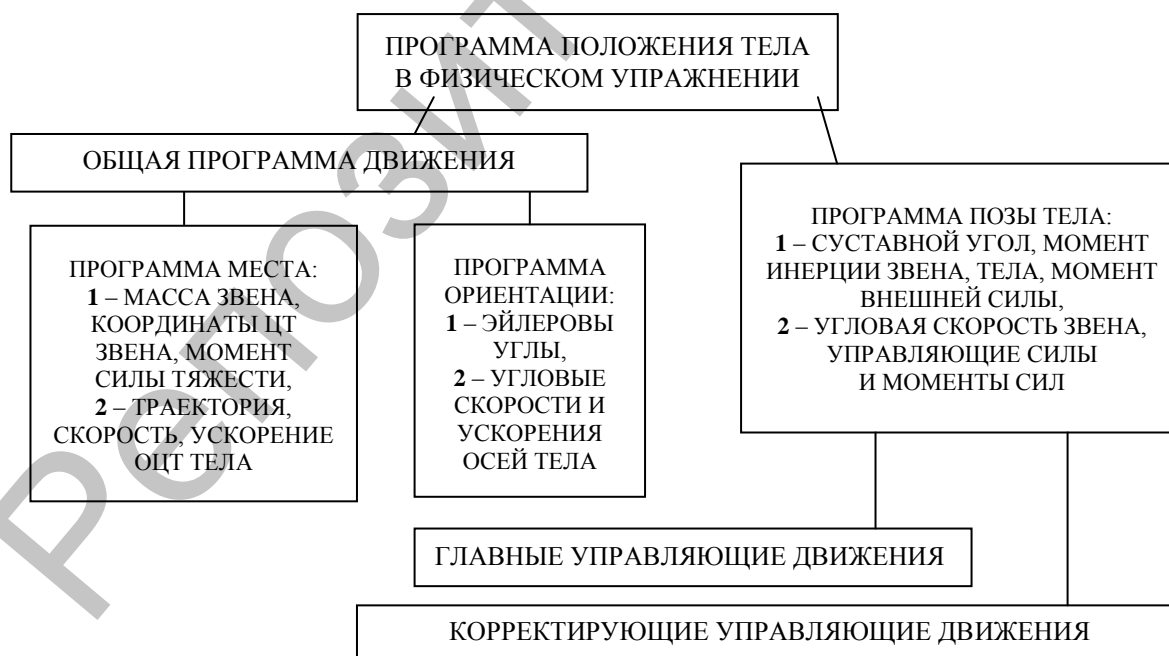 ПРОГРАММА ПОЛОЖЕНИЯ ТЕЛА
В ФИЗИЧЕСКОМ УПРАЖНЕНИИ
ОБЩАЯ ПРОГРАММА ДВИЖЕНИЯ
ПРОГРАММА МЕСТА:
1 – МАССА ЗВЕНА,
КООРДИНАТЫ ЦТ
ЗВЕНА, МОМЕНТ
СИЛЫ ТЯЖЕСТИ,
2 – ТРАЕКТОРИЯ,
СКОРОСТЬ, УСКОРЕНИЕ
ОЦТ ТЕЛА
ПРОГРАММА
ОРИЕНТАЦИИ:
1 – ЭЙЛЕРОВЫ
УГЛЫ,
2 – УГЛОВЫЕ
СКОРОСТИ И
УСКОРЕНИЯ
ОСЕЙ ТЕЛА
ПРОГРАММА ПОЗЫ ТЕЛА:
1 – СУСТАВНОЙ УГОЛ, МОМЕНТ
ИНЕРЦИИ ЗВЕНА, ТЕЛА, МОМЕНТ
ВНЕШНЕЙ СИЛЫ,
2 – УГЛОВАЯ СКОРОСТЬ ЗВЕНА,
УПРАВЛЯЮЩИЕ СИЛЫ
И МОМЕНТЫ СИЛ
ГЛАВНЫЕ УПРАВЛЯЮЩИЕ ДВИЖЕНИЯ
КОРРЕКТИРУЮЩИЕ УПРАВЛЯЮЩИЕ ДВИЖЕНИЯ
Репозит